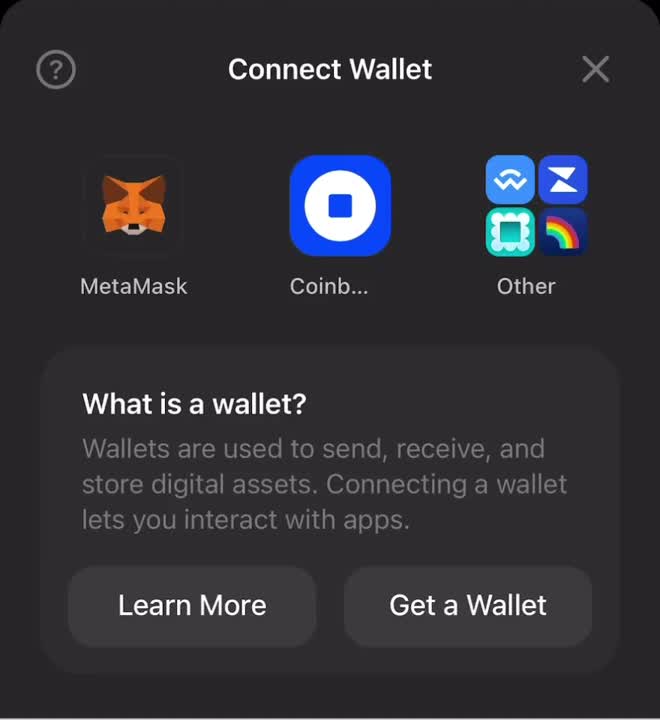 ?
Connect Wallet
MetaMask
Coinb...
Other
What is a wallet?
Wallets are used to send, receive, and
store digital assets. Connecting a wallet
lets you interact with apps.
Learn More
Get a Wallet